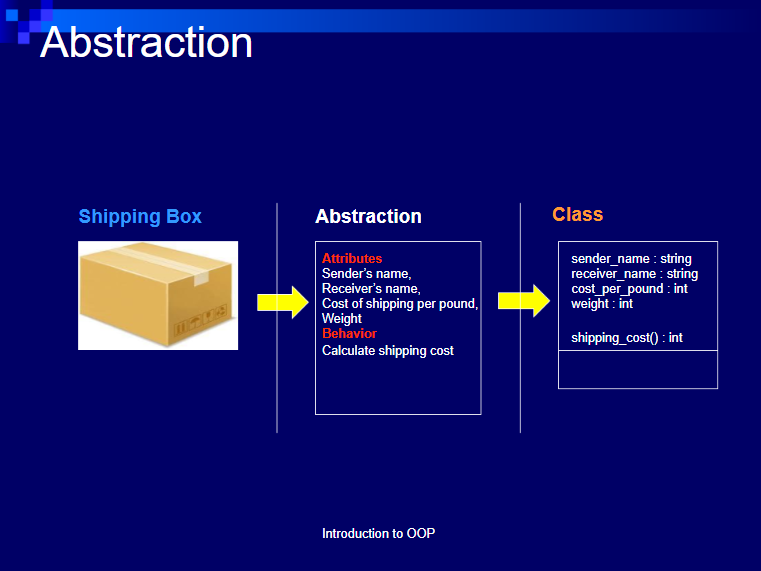 Abstraction
Shipping Box
Abstraction
Attributes
Sender’s name,
Receiver’s name,
Cost of shipping per pound,
Weight
Behavior
Calculate shipping cost
Class
sender_name : string
receiver_name : string
cost_per_pound : int
weight : int
shipping_cost() : int
Introduction to OOP